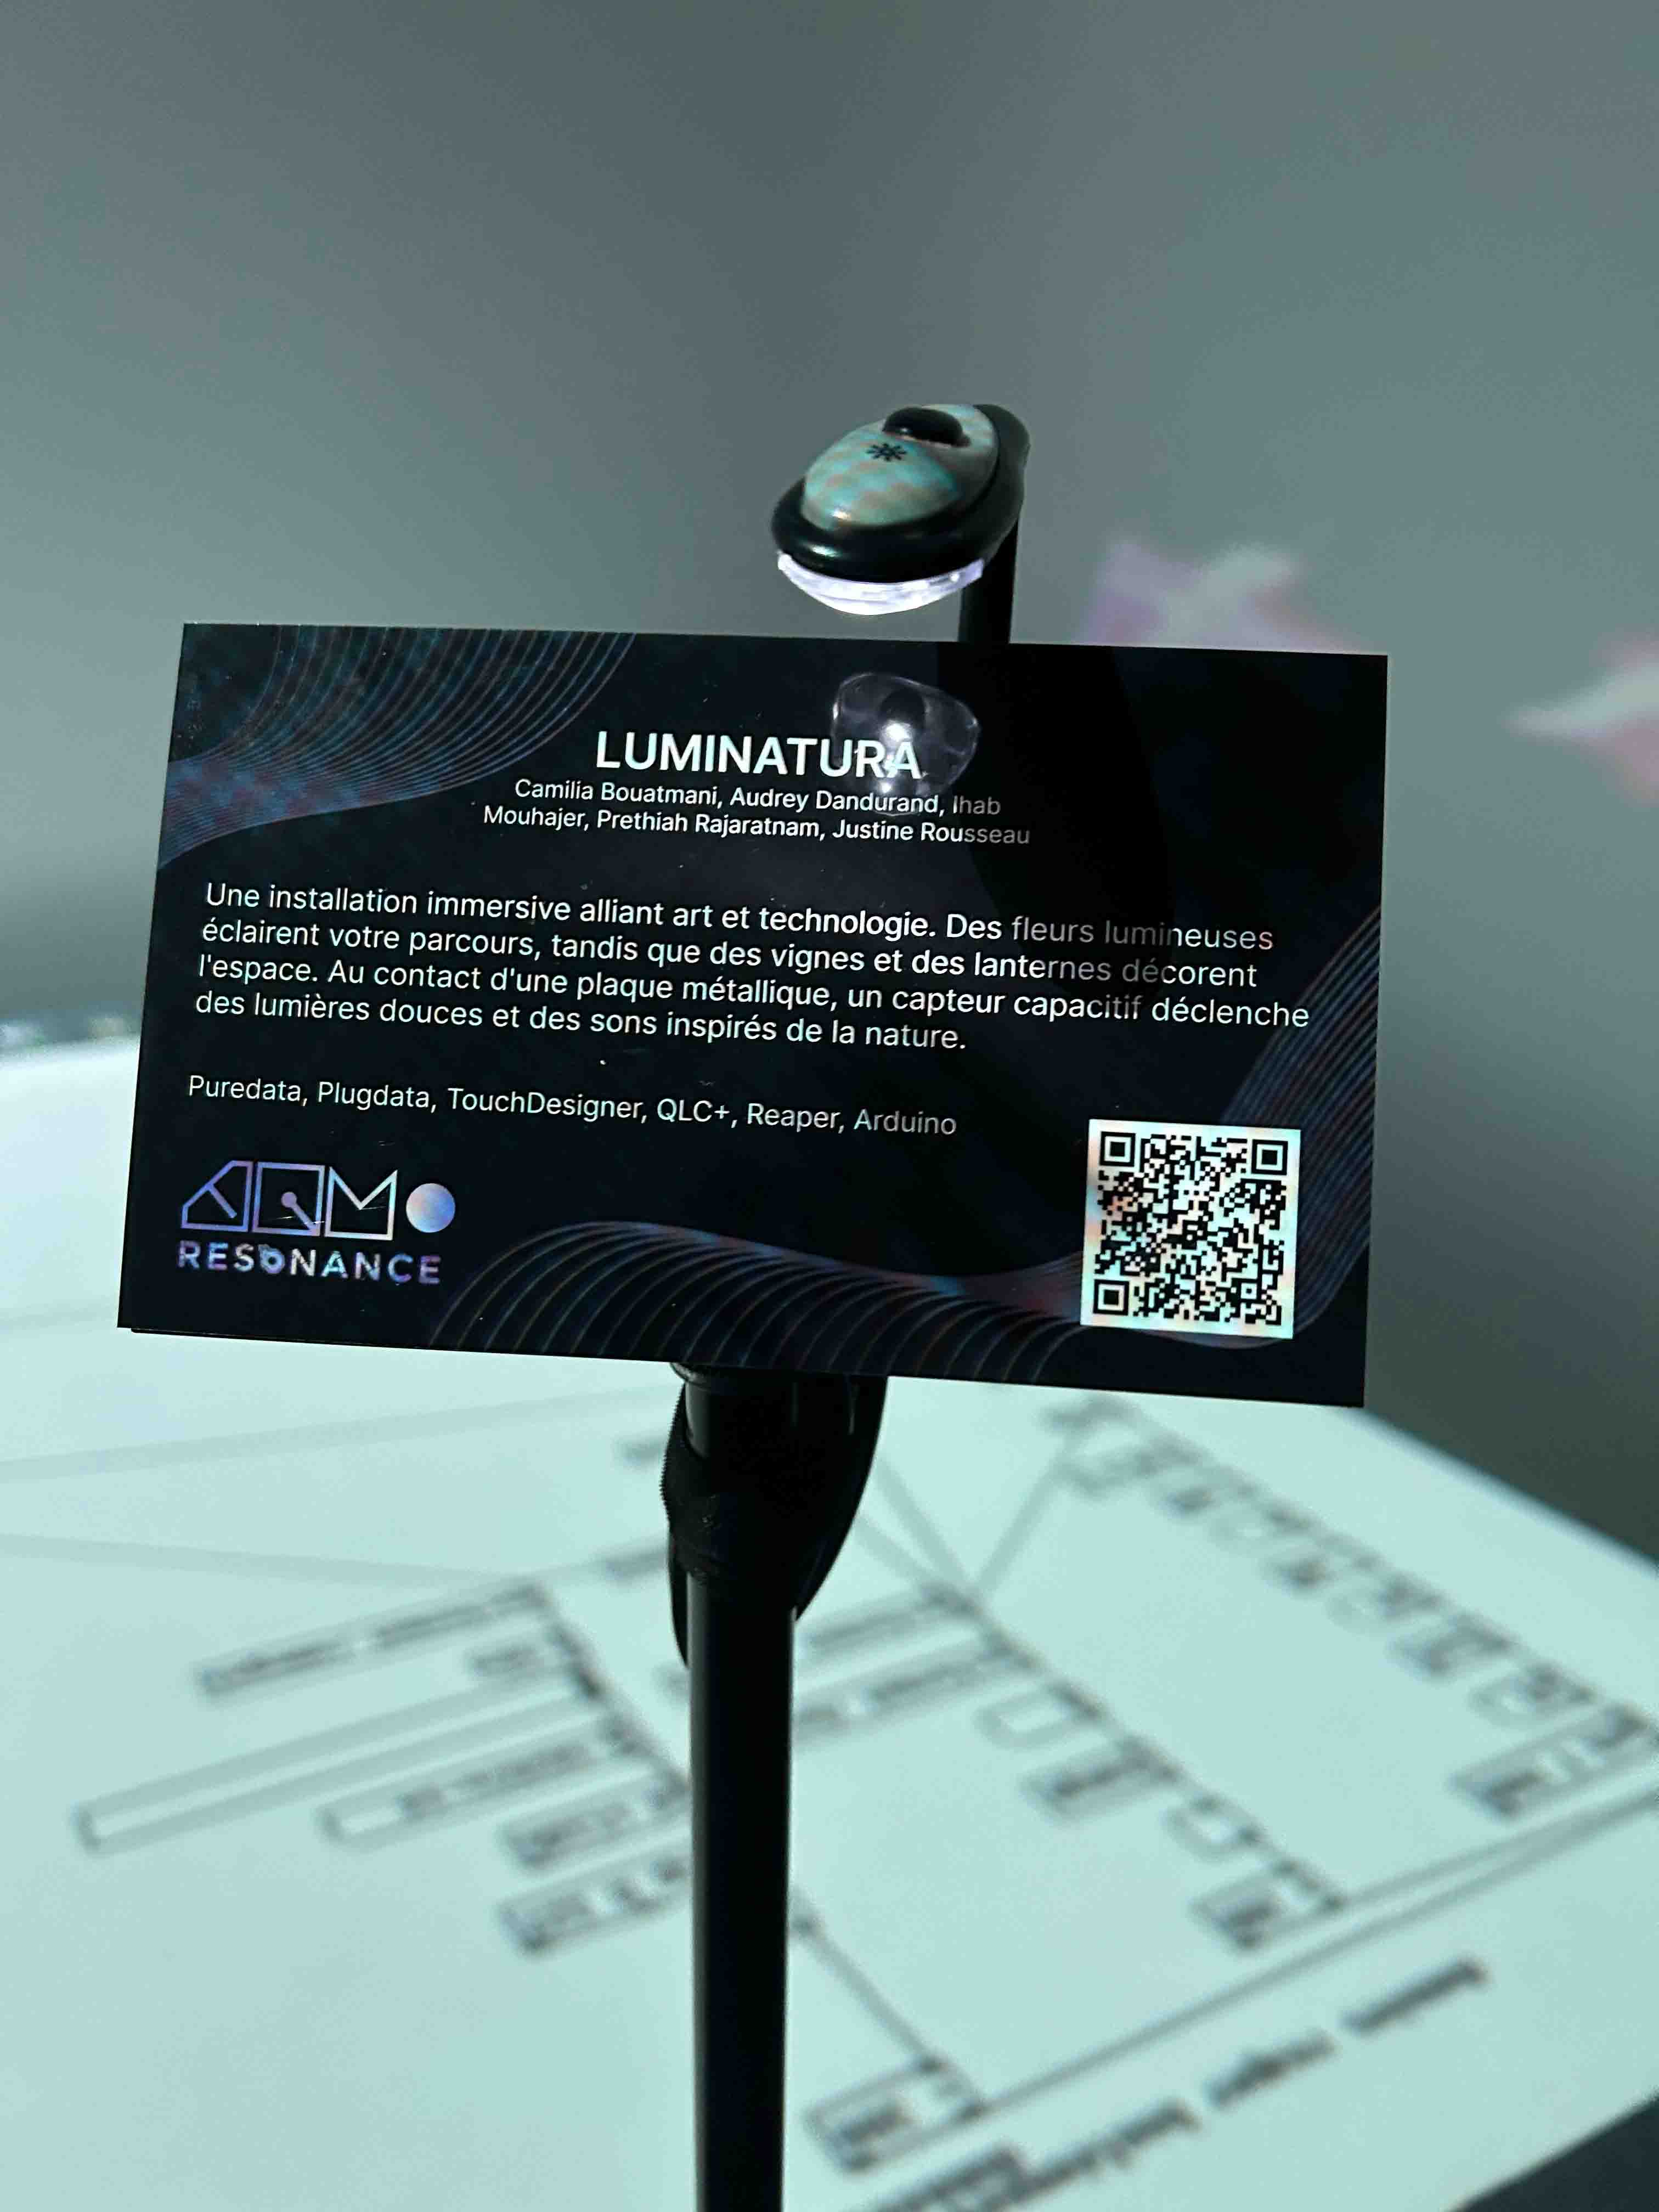 LUMINATURA
Camilia Bouatmani, Audrey Dandurand, Ihab
Mouhajer, Prethiah Rajaratnam, Justine Rousseau
Une installation immersive alliant art et technologie. Des fleurs lumineuses
éclairent votre parcours, tandis que des vignes et des lanternes décorent
l'espace. Au contact d'une plaque métallique, un capteur capacitif déclenche
des lumières douces et des sons inspirés de la nature.
Puredata, Plugdata, TouchDesigner, QLC+, Reaper, Arduino
RESONANCE